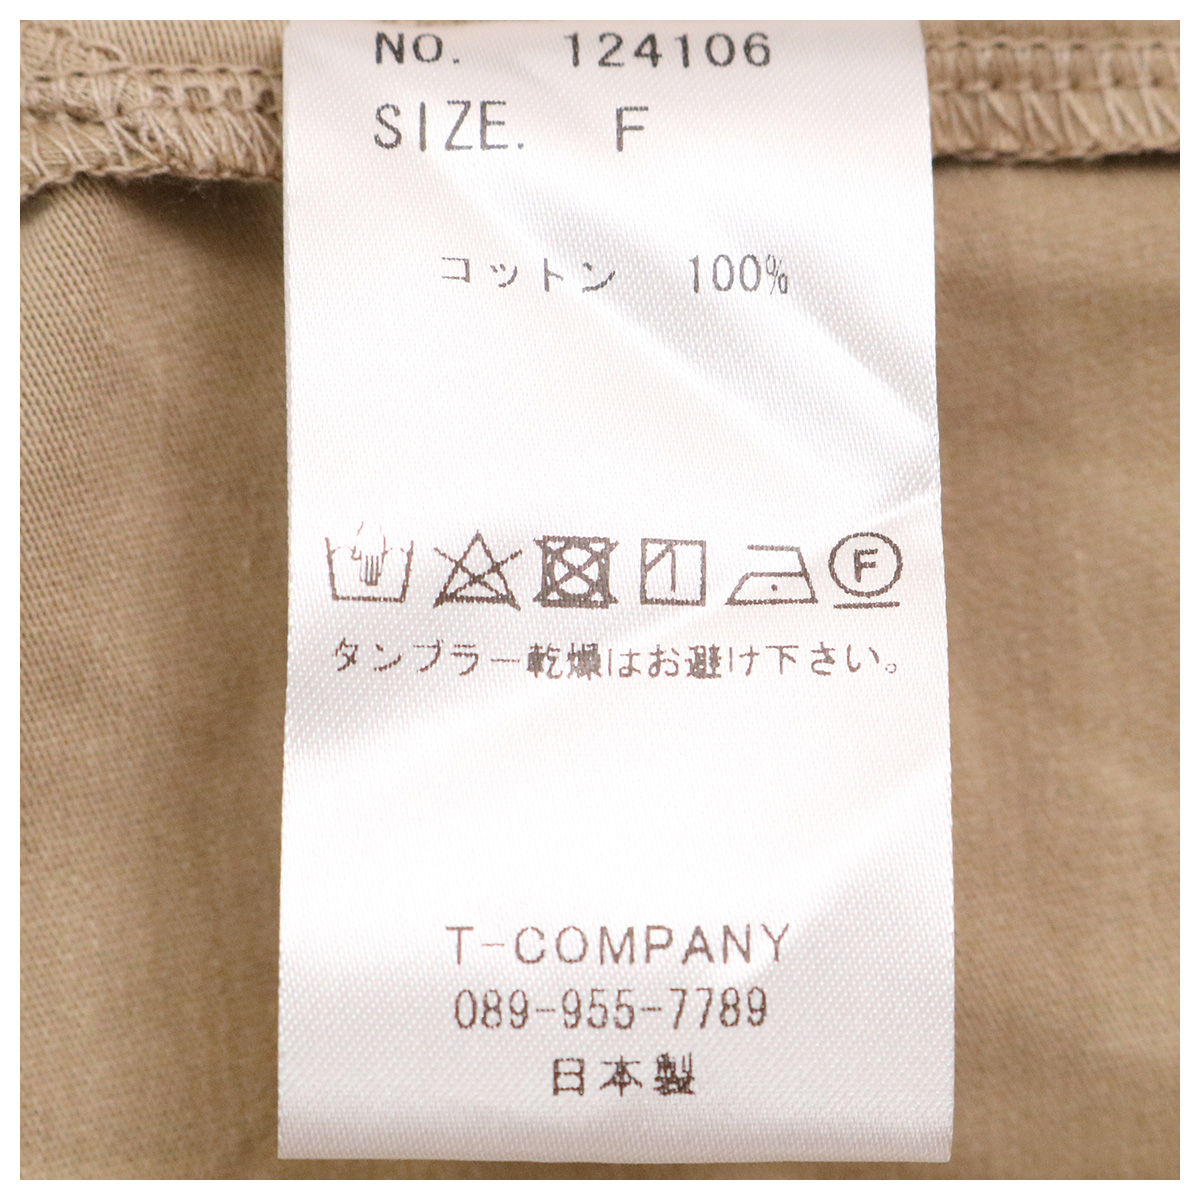 NO. 124106
SIZE. F
コットン 100%
F
タンブラー乾燥はお避け下さい。
T-COMPANY
089-955-7789
日本製